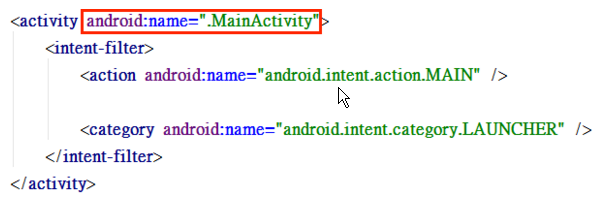 <activity android:name=".MainActivity">
<intent-filter>
<action android:name="android.intent.action.MAIN" />
<category android:name="android.intent.category.LAUNCHER" />
</intent-filter>
</activity>